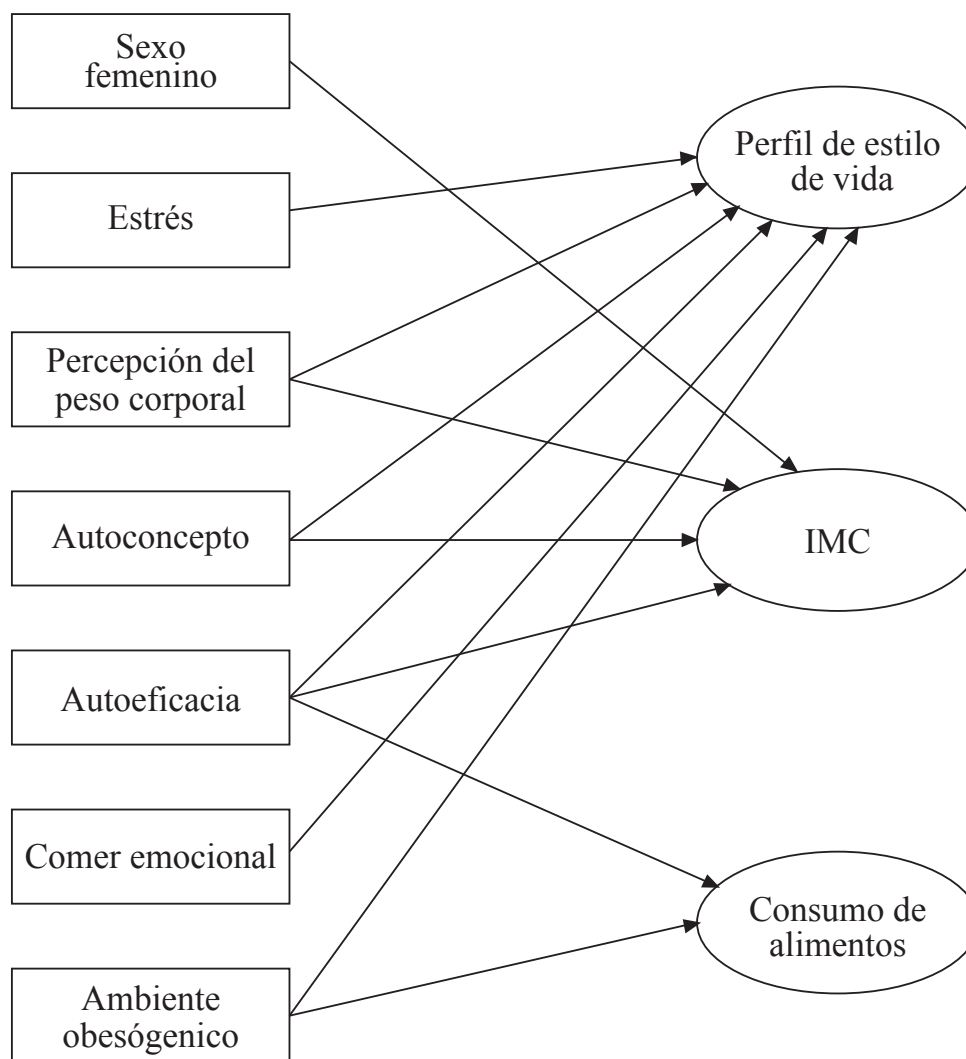 Sexo
femenino
Perfil de estilo
de vida
Estrés
Percepción del
peso corporal
Autoconcepto
IMC
Autoeficacia
Comer emocional
Consumo de
alimentos
Ambiente
obesógenico